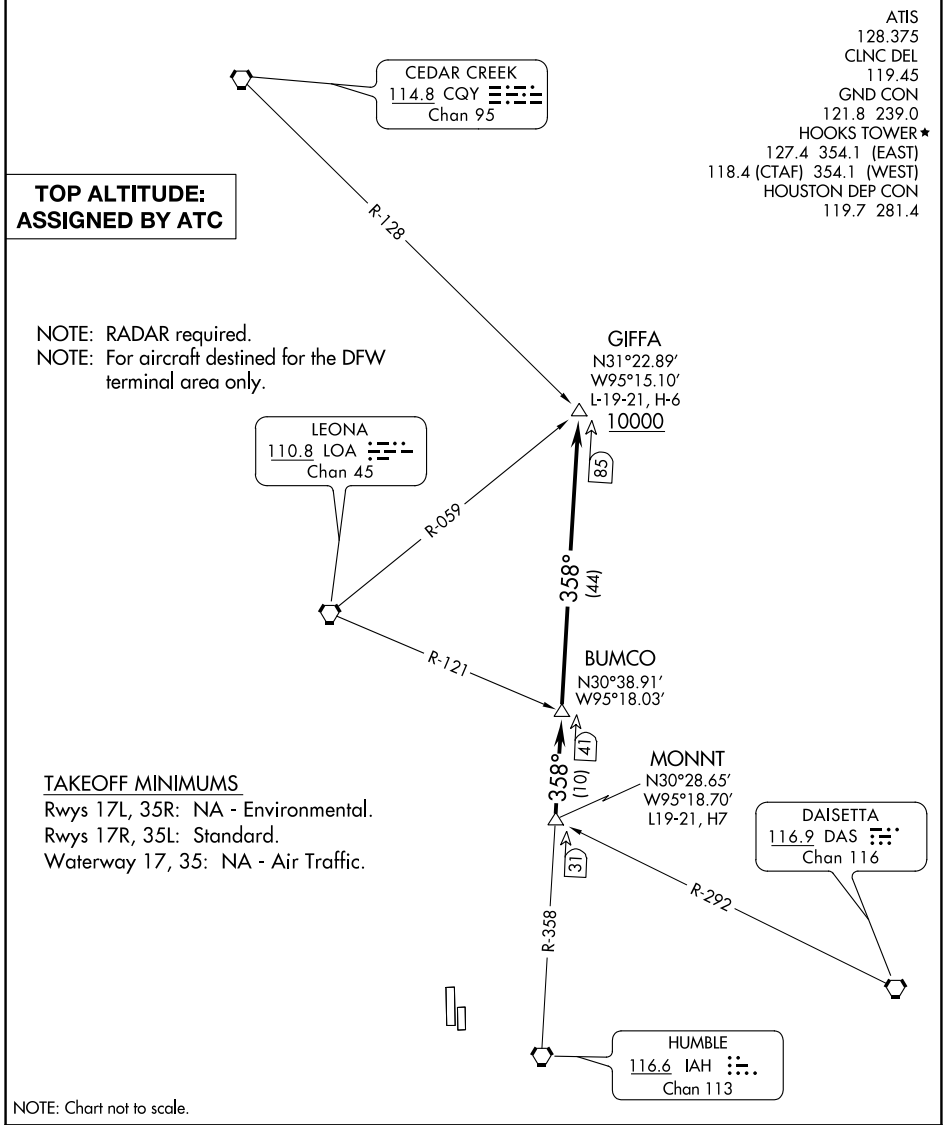 ATIS
128.375
CLNC DEL
119.45
GND CON
121.8 239.0
HOOKS TOWER★
127.4 354.1 (EAST)
118.4 (CTAF) 354.1 (WEST)
HOUSTON DEP CON
119.7 281.4
CEDAR CREEK
114.8 CQY
Chan 95
TOP ALTITUDE:
ASSIGNED BY ATC
R-128
NOTE: RADAR required.
NOTE: For aircraft destined for the DFW
terminal area only.
GIFFA
N31°22.89'
W95°15.10'
L-19-21, H-6
10000
85
LEONA
110.8 LOA
Chan 45
R-059
358°
(44)
R-121
BUMCO
N30°38.91'
W95°18.03'
41
358°
(10)
MONNT
N30°28.65'
W95°18.70'
L19-21, H7
31
TAKEOFF MINIMUMS
Rwys 17L, 35R: NA - Environmental.
Rwys 17R, 35L: Standard.
Waterway 17, 35: NA - Air Traffic.
DAISETTA
116.9 DAS
Chan 116
R-292
R-358
HUMBLE
116.6 IAH
Chan 113
NOTE: Chart not to scale.